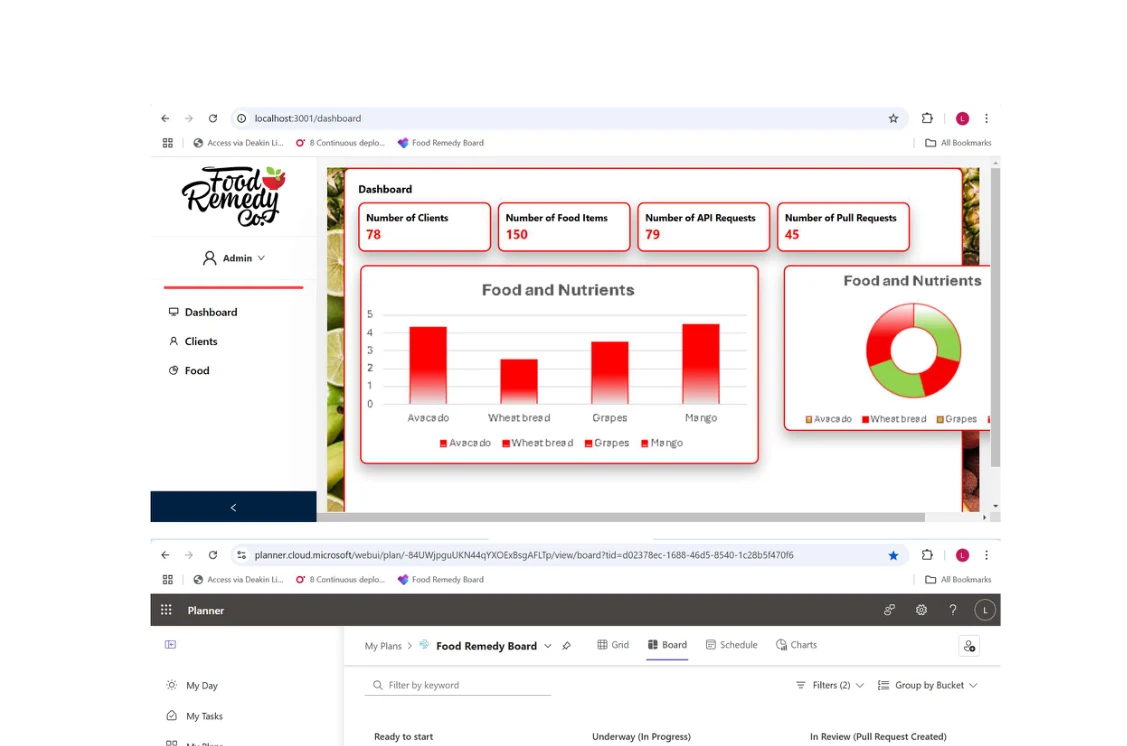 localhost:3001/dashboard
L
Access via Deakin Li...
8 Continuous deplo...
Food Remedy Board
All Bookmarks
Food
Remedy
Co.
Admin
Dashboard
Clients
Food
Dashboard
Number of Clients
78
Number of Food Items
150
Number of API Requests
79
Number of Pull Requests
45
Food and Nutrients
5
4
3
2
1
0
Avacado Wheat bread Grapes Mango
Avacado Wheat bread Grapes Mango
Food and Nutrients
Avacado Wheat bread Grapes
planner.cloud.microsoft/webui/plan/-84UWjpguUKN44qYXOExBsgAFLTp/view/board?tid=d02378ec-1688-46d5-8540-1c28b5f470f6
L
Access via Deakin Li...
8 Continuous deplo...
Food Remedy Board
All Bookmarks
Planner
?
L
My Plans > Food Remedy Board
Grid
Board
Schedule
Charts
My Day
My Tasks
My Plans
Filter by keyword
Filters (2)
Group by Bucket
Ready to start
Underway (In Progress)
In Review (Pull Request Created)